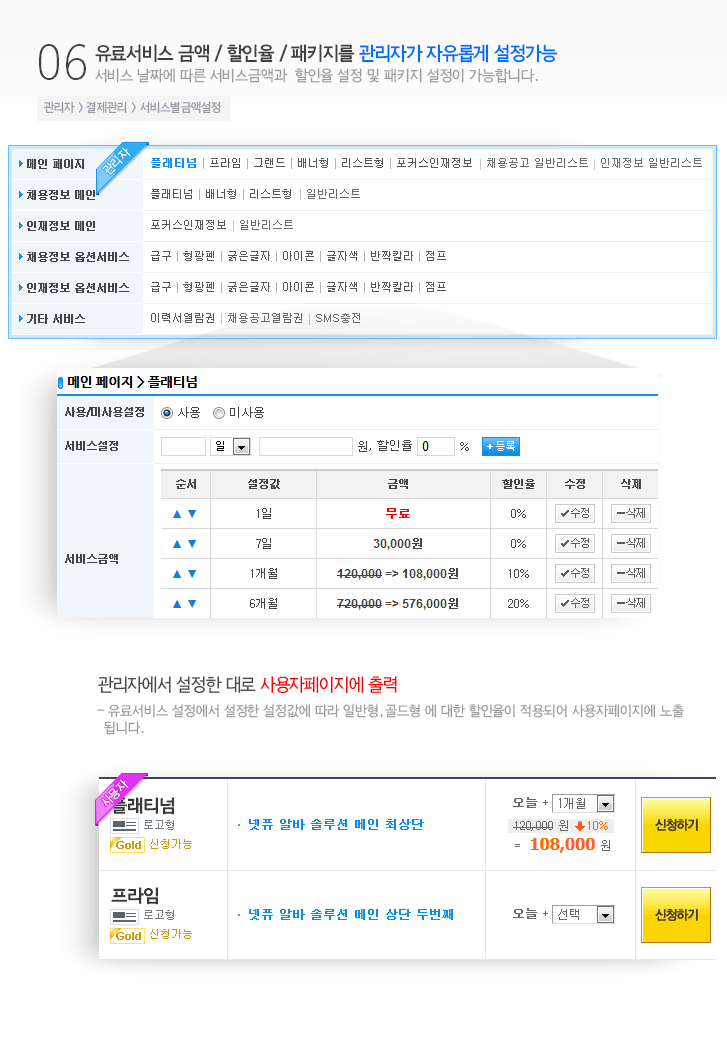 06 유료서비스 금액 / 할인율 / 패키지를 관리자가 자유롭게 설정가능
서비스 날짜에 따른 서비스금액과 할인율 설정 및 패키지 설정이 가능합니다.
관리자 > 결제관리 > 서비스별금액설정
관리자
메인 페이지 플래티넘 | 프라임 | 그랜드 | 배너형 | 리스트형 | 포커스인재정보 | 채용공고 일반리스트 | 인재정보 일반리스트
채용정보 메인 플래티넘 | 배너형 | 리스트형 | 일반리스트
인재정보 메인 포커스인재정보 | 일반리스트
채용정보 옵션서비스 급구 | 형광펜 | 굵은글자 | 아이콘 | 글자색 | 반짝칼라 | 점프
인재정보 옵션서비스 급구 | 형광펜 | 굵은글자 | 아이콘 | 글자색 | 반짝칼라 | 점프
기타 서비스 이력서열람권 | 채용공고열람권 | SMS충전
메인 페이지 > 플래티넘
사용/미사용설정 사용 미사용
서비스설정 일 원, 할인율 0 % +등록
순서 설정값 금액 할인율 수정 삭제
서비스금액
▲ ▼ 1일 무료 0% ✔수정 ━삭제
▲ ▼ 7일 30,000원 0% ✔수정 ━삭제
▲ ▼ 1개월 120,000 => 108,000원 10% ✔수정 ━삭제
▲ ▼ 6개월 720,000 => 576,000원 20% ✔수정 ━삭제
관리자에서 설정한 대로 사용자페이지에 출력
- 유료서비스 설정에서 설정한 설정값에 따라 일반형,골드형 에 대한 할인율이 적용되어 사용자페이지에 노출
됩니다.
사용자
플래티넘
로고형
Gold 신청가능
· 넷퓨 알바 솔루션 메인 최상단
오늘 + 1개월
120,000 원 10%
= 108,000 원
신청하기
프라임
로고형
Gold 신청가능
· 넷퓨 알바 솔루션 메인 상단 두번째
오늘 + 선택
신청하기